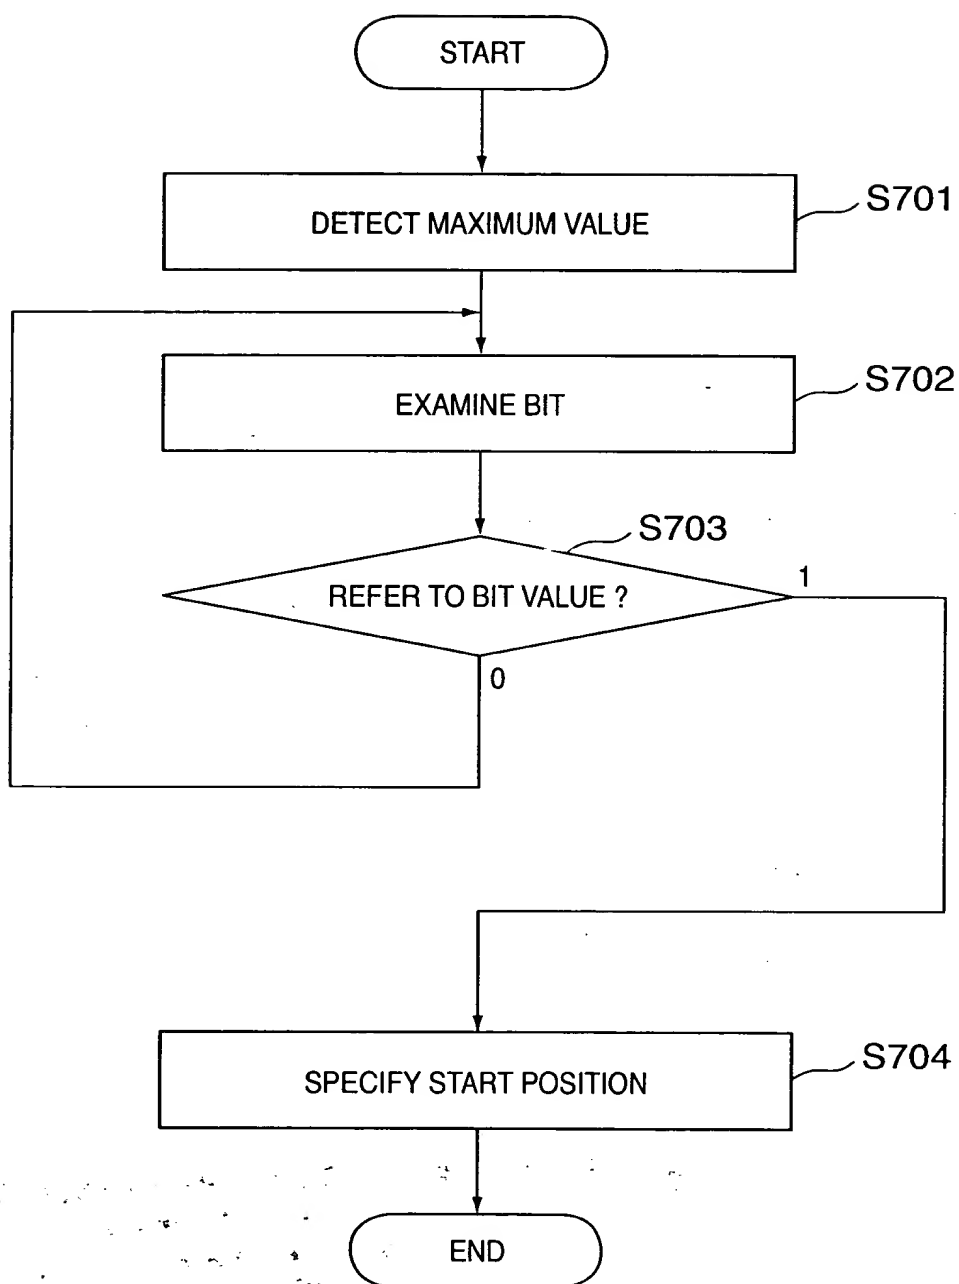 START
DETECT MAXIMUM VALUE
S701
EXAMINE BIT
S702
S703
REFER TO BIT VALUE ?
1
0
SPECIFY START POSITION
S704
END